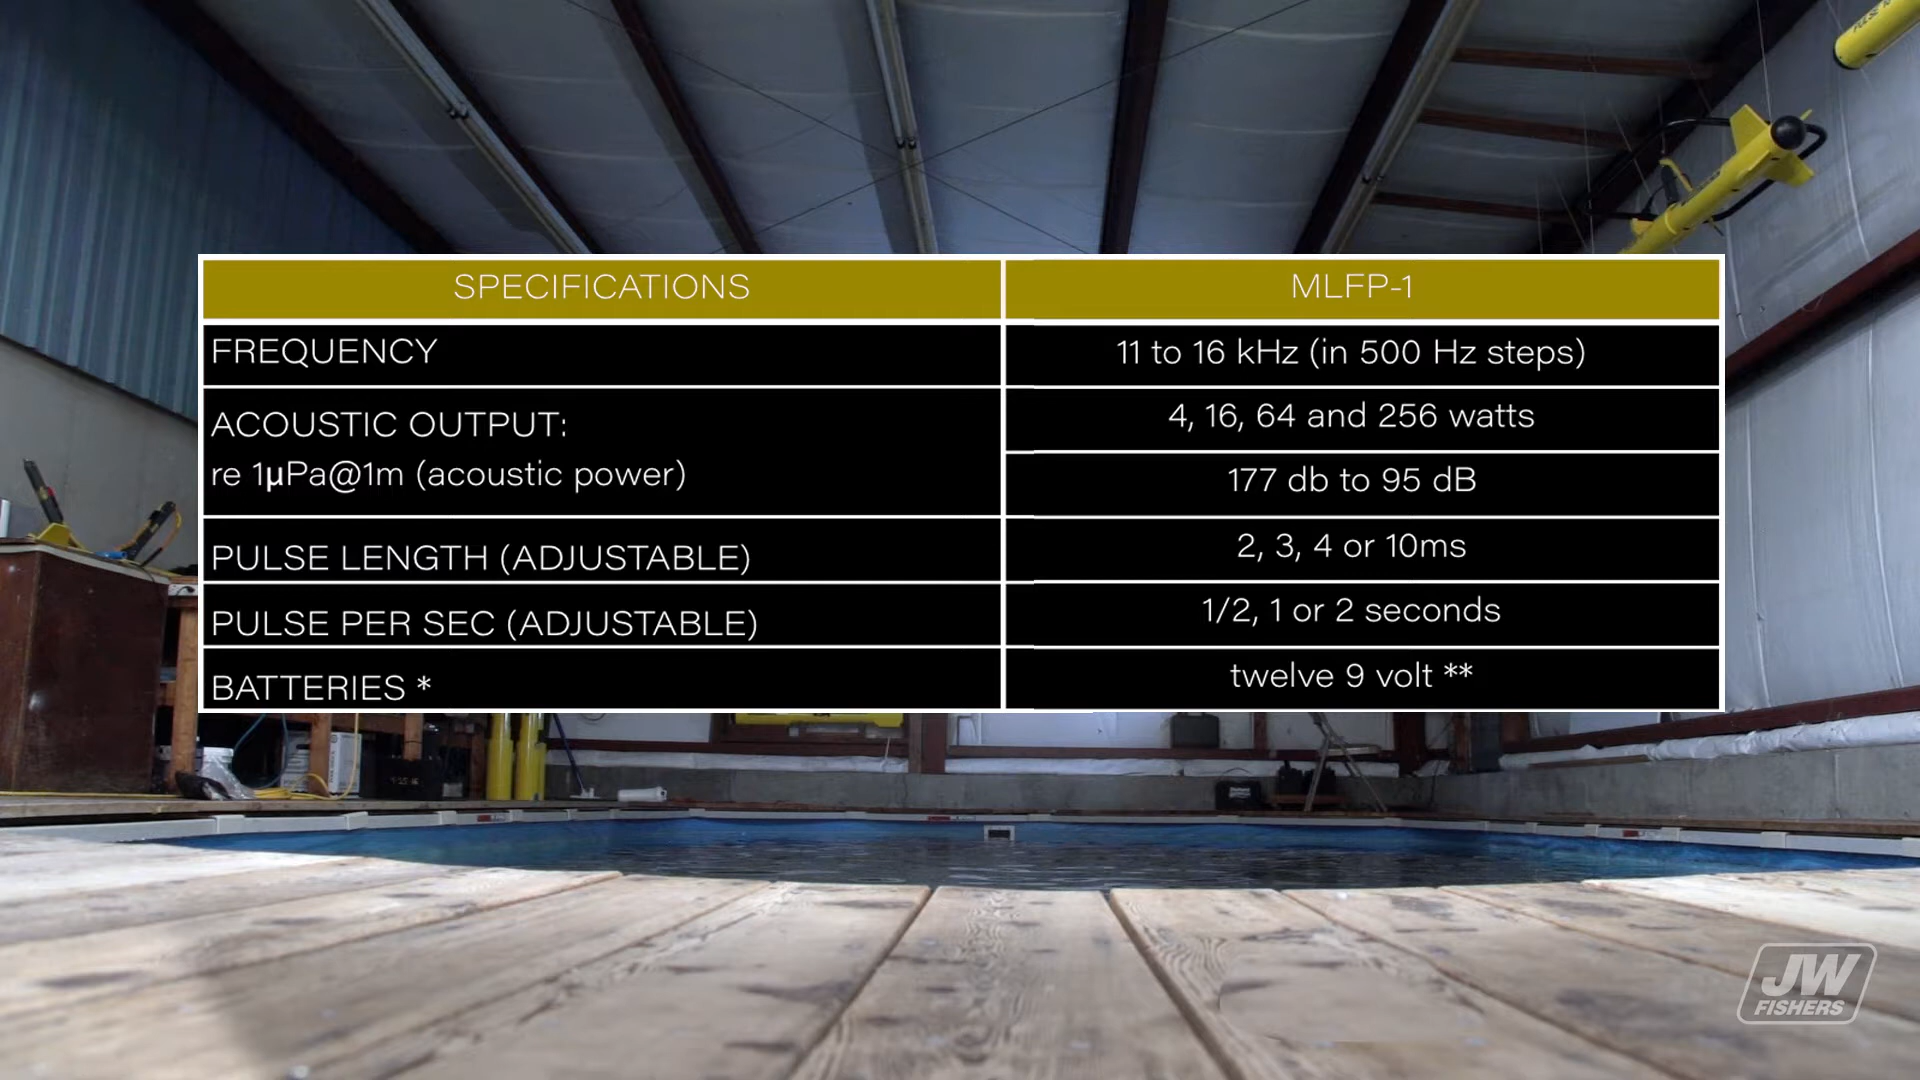 SPECIFICATIONS
MLFP-1
FREQUENCY
11 to 16 kHz (in 500 Hz steps)
ACOUSTIC OUTPUT:
re 1µPa@1m (acoustic power)
4, 16, 64 and 256 watts
177 db to 95 dB
PULSE LENGTH (ADJUSTABLE)
2, 3, 4 or 10ms
PULSE PER SEC (ADJUSTABLE)
1/2, 1 or 2 seconds
BATTERIES *
twelve 9 volt **
JW
FISHERS